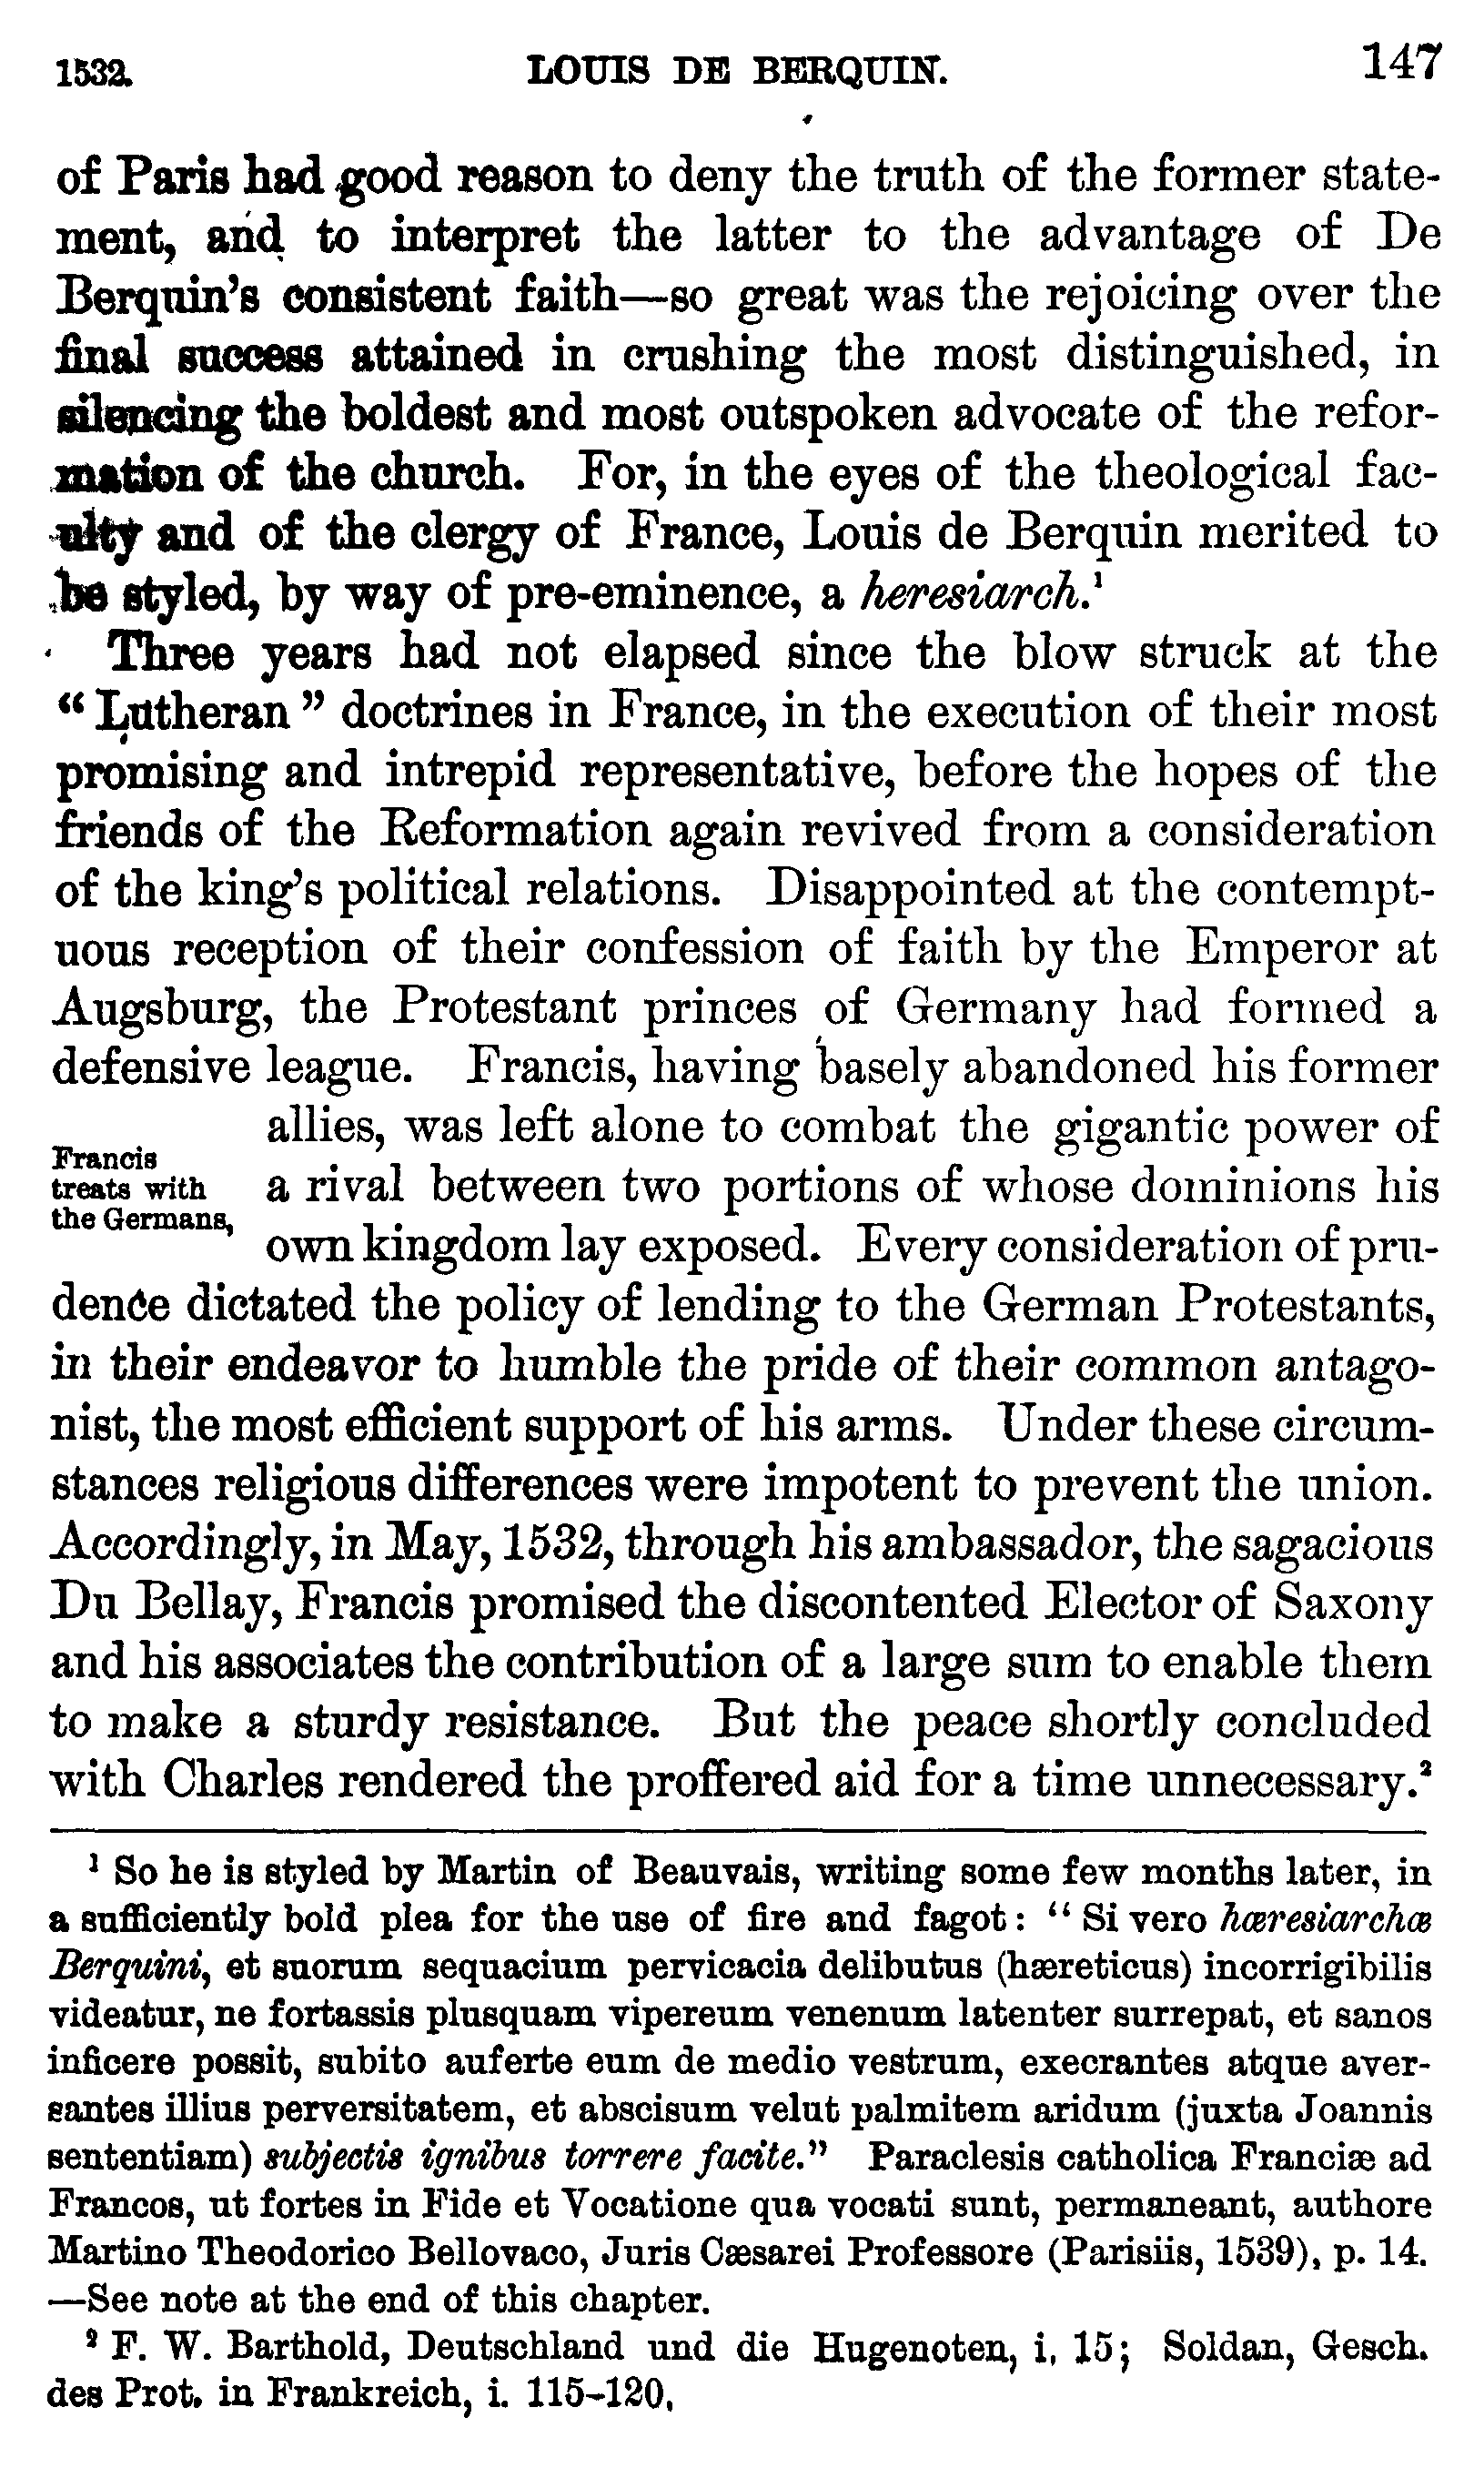 1532. LOUIS DE BERQUIN. 147
of Paris had good reason to deny the truth of the former state-
ment, and to interpret the latter to the advantage of De
Berquin's consistent faith—so great was the rejoicing over the
final success attained in crushing the most distinguished, in
silencing the boldest and most outspoken advocate of the refor-
mation of the church. For, in the eyes of the theological fac-
ulty and of the clergy of France, Louis de Berquin merited to
be styled, by way of pre-eminence, a heresiarch.¹
Three years had not elapsed since the blow struck at the
“Lutheran” doctrines in France, in the execution of their most
promising and intrepid representative, before the hopes of the
friends of the Reformation again revived from a consideration
of the king's political relations. Disappointed at the contempt-
uous reception of their confession of faith by the Emperor at
Augsburg, the Protestant princes of Germany had formed a
defensive league. Francis, having basely abandoned his former
allies, was left alone to combat the gigantic power of
Francis
treats with
the Germans,
a rival between two portions of whose dominions his
own kingdom lay exposed. Every consideration of pru-
dence dictated the policy of lending to the German Protestants,
in their endeavor to humble the pride of their common antago-
nist, the most efficient support of his arms. Under these circum-
stances religious differences were impotent to prevent the union.
Accordingly, in May, 1532, through his ambassador, the sagacious
Du Bellay, Francis promised the discontented Elector of Saxony
and his associates the contribution of a large sum to enable them
to make a sturdy resistance. But the peace shortly concluded
with Charles rendered the proffered aid for a time unnecessary.²
¹ So he is styled by Martin of Beauvais, writing some few months later, in
a sufficiently bold plea for the use of fire and fagot: “Si vero hæresiarchæ
Berquini, et suorum sequacium pervicacia delibutus (hæreticus) incorrigibilis
videatur, ne fortassis plusquam vipereum venenum latenter surrepat, et sanos
inficere possit, subito auferte eum de medio vestrum, execrantes atque aver-
santes illius perversitatem, et abscisum velut palmitem aridum (juxta Joannis
sententiam) subjectis ignibus torrere facite.” Paraclesis catholica Franciæ ad
Francos, ut fortes in Fide et Vocatione qua vocati sunt, permaneant, authore
Martino Theodorico Bellovaco, Juris Cæsarei Professore (Parisiis, 1539), p. 14.
—See note at the end of this chapter.
² F. W. Barthold, Deutschland und die Hugenoten, i, 15; Soldan, Gesch.
des Prot. in Frankreich, i. 115–120.